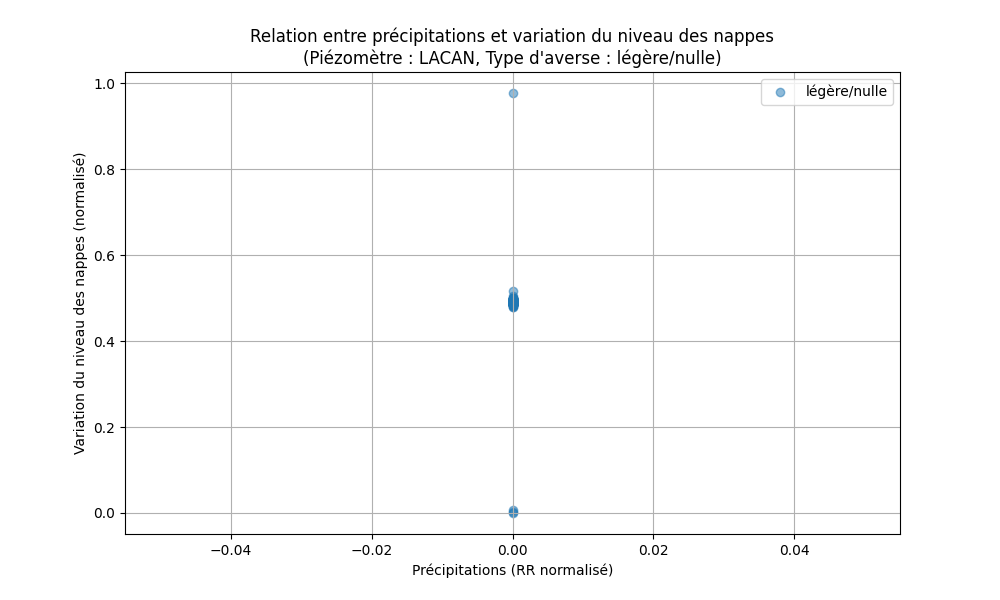 Relation entre précipitations et variation du niveau des nappes
(Piézomètre : LACAN, Type d'averse : légère/nulle)
légère/nulle
Variation du niveau des nappes (normalisé)
1.0
0.8
0.6
0.4
0.2
0.0
−0.04 −0.02 0.00 0.02 0.04
Précipitations (RR normalisé)